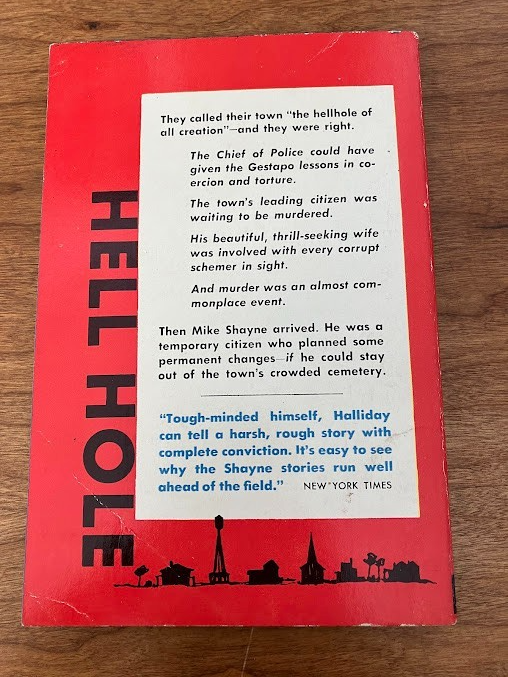 They called their town "the hellhole of
all creation"—and they were right.
The Chief of Police could have
given the Gestapo lessons in co-
ercion and torture.
The town's leading citizen was
waiting to be murdered.
His beautiful, thrill-seeking wife
was involved with every corrupt
schemer in sight.
And murder was an almost com-
monplace event.
Then Mike Shayne arrived. He was a
temporary citizen who planned some
permanent changes—if he could stay
out of the town's crowded cemetery.
"Tough-minded himself, Halliday
can tell a harsh, rough story with
complete conviction. It's easy to see
why the Shayne stories run well
ahead of the field." NEW YORK TIMES
HELL HOLE